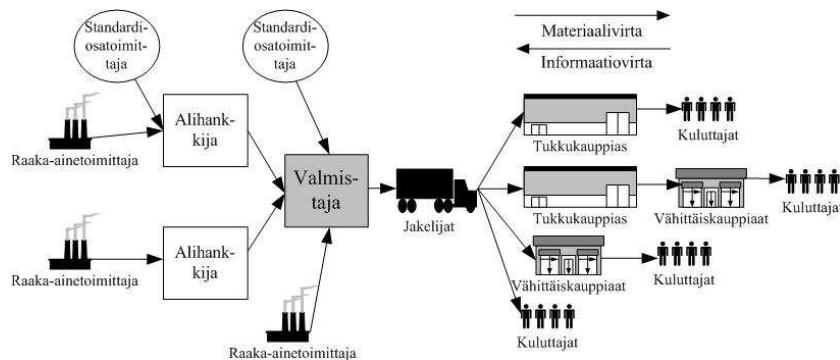 Standardi-
osatoimit-
taja
Standardi-
osatoimit-
taja
Materiaalivirta
Informaatiovirta
Raaka-ainetoimittaja
Alihank-
kija
Tukkukauppias
Kuluttajat
Valmis-
taja
Jakelijat
Tukkukauppias
Vähittäiskauppiaat
Kuluttajat
Raaka-ainetoimittaja
Alihank-
kija
Vähittäiskauppiaat
Kuluttajat
Raaka-ainetoimittaja
Kuluttajat